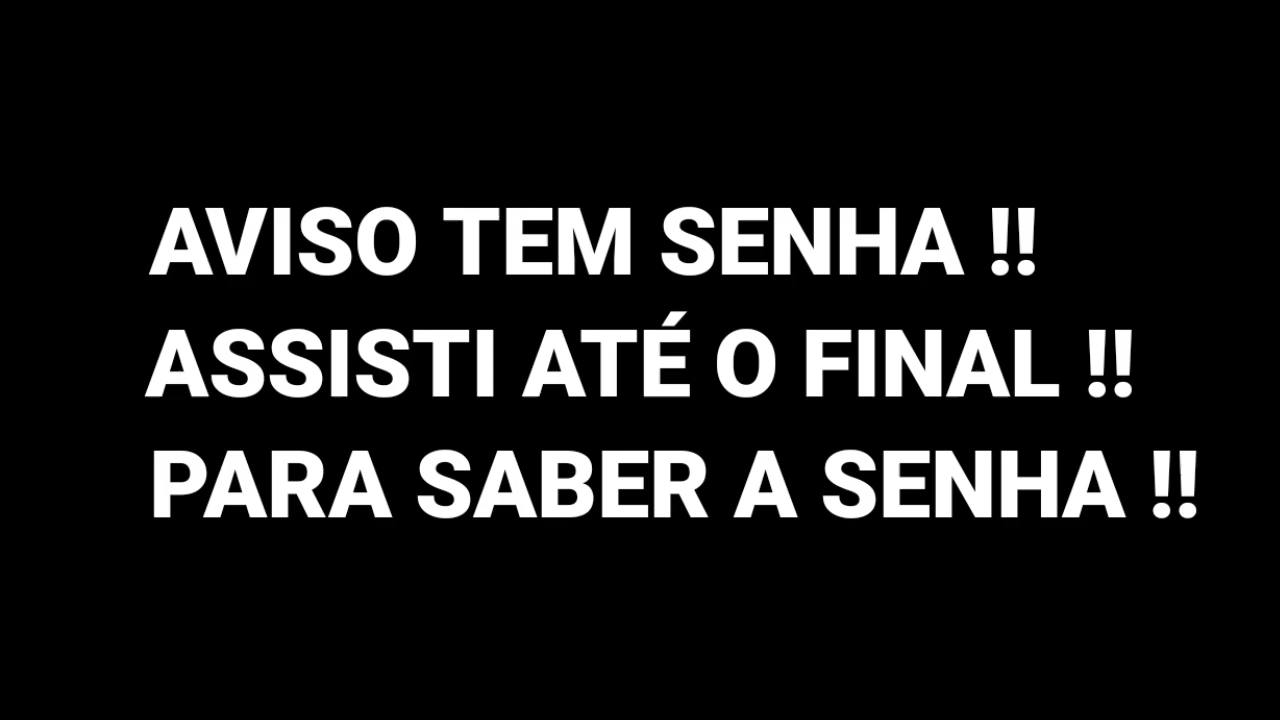 AVISO TEM SENHA !!
ASSISTI ATÉ O FINAL !!
PARA SABER A SENHA !!